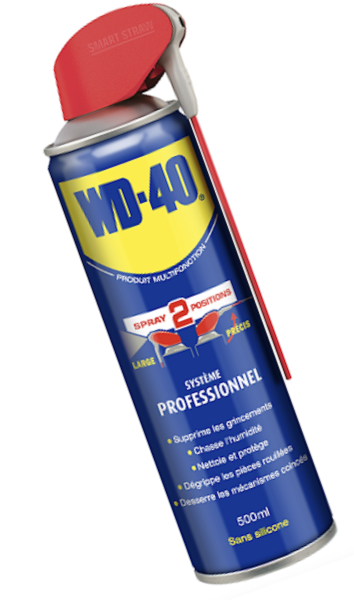 SMART STRAW
WD-40®
PRODUIT MULTIFONCTION
SPRAY 2 POSITIONS
LARGE
PRÉCIS
SYSTÈME
PROFESSIONNEL
• Supprime les grincements
• Chasse l'humidité
• Nettoie et protège
• Dégrippe les pièces rouillées
• Desserre les mécanismes coincés
500ml
Sans silicone